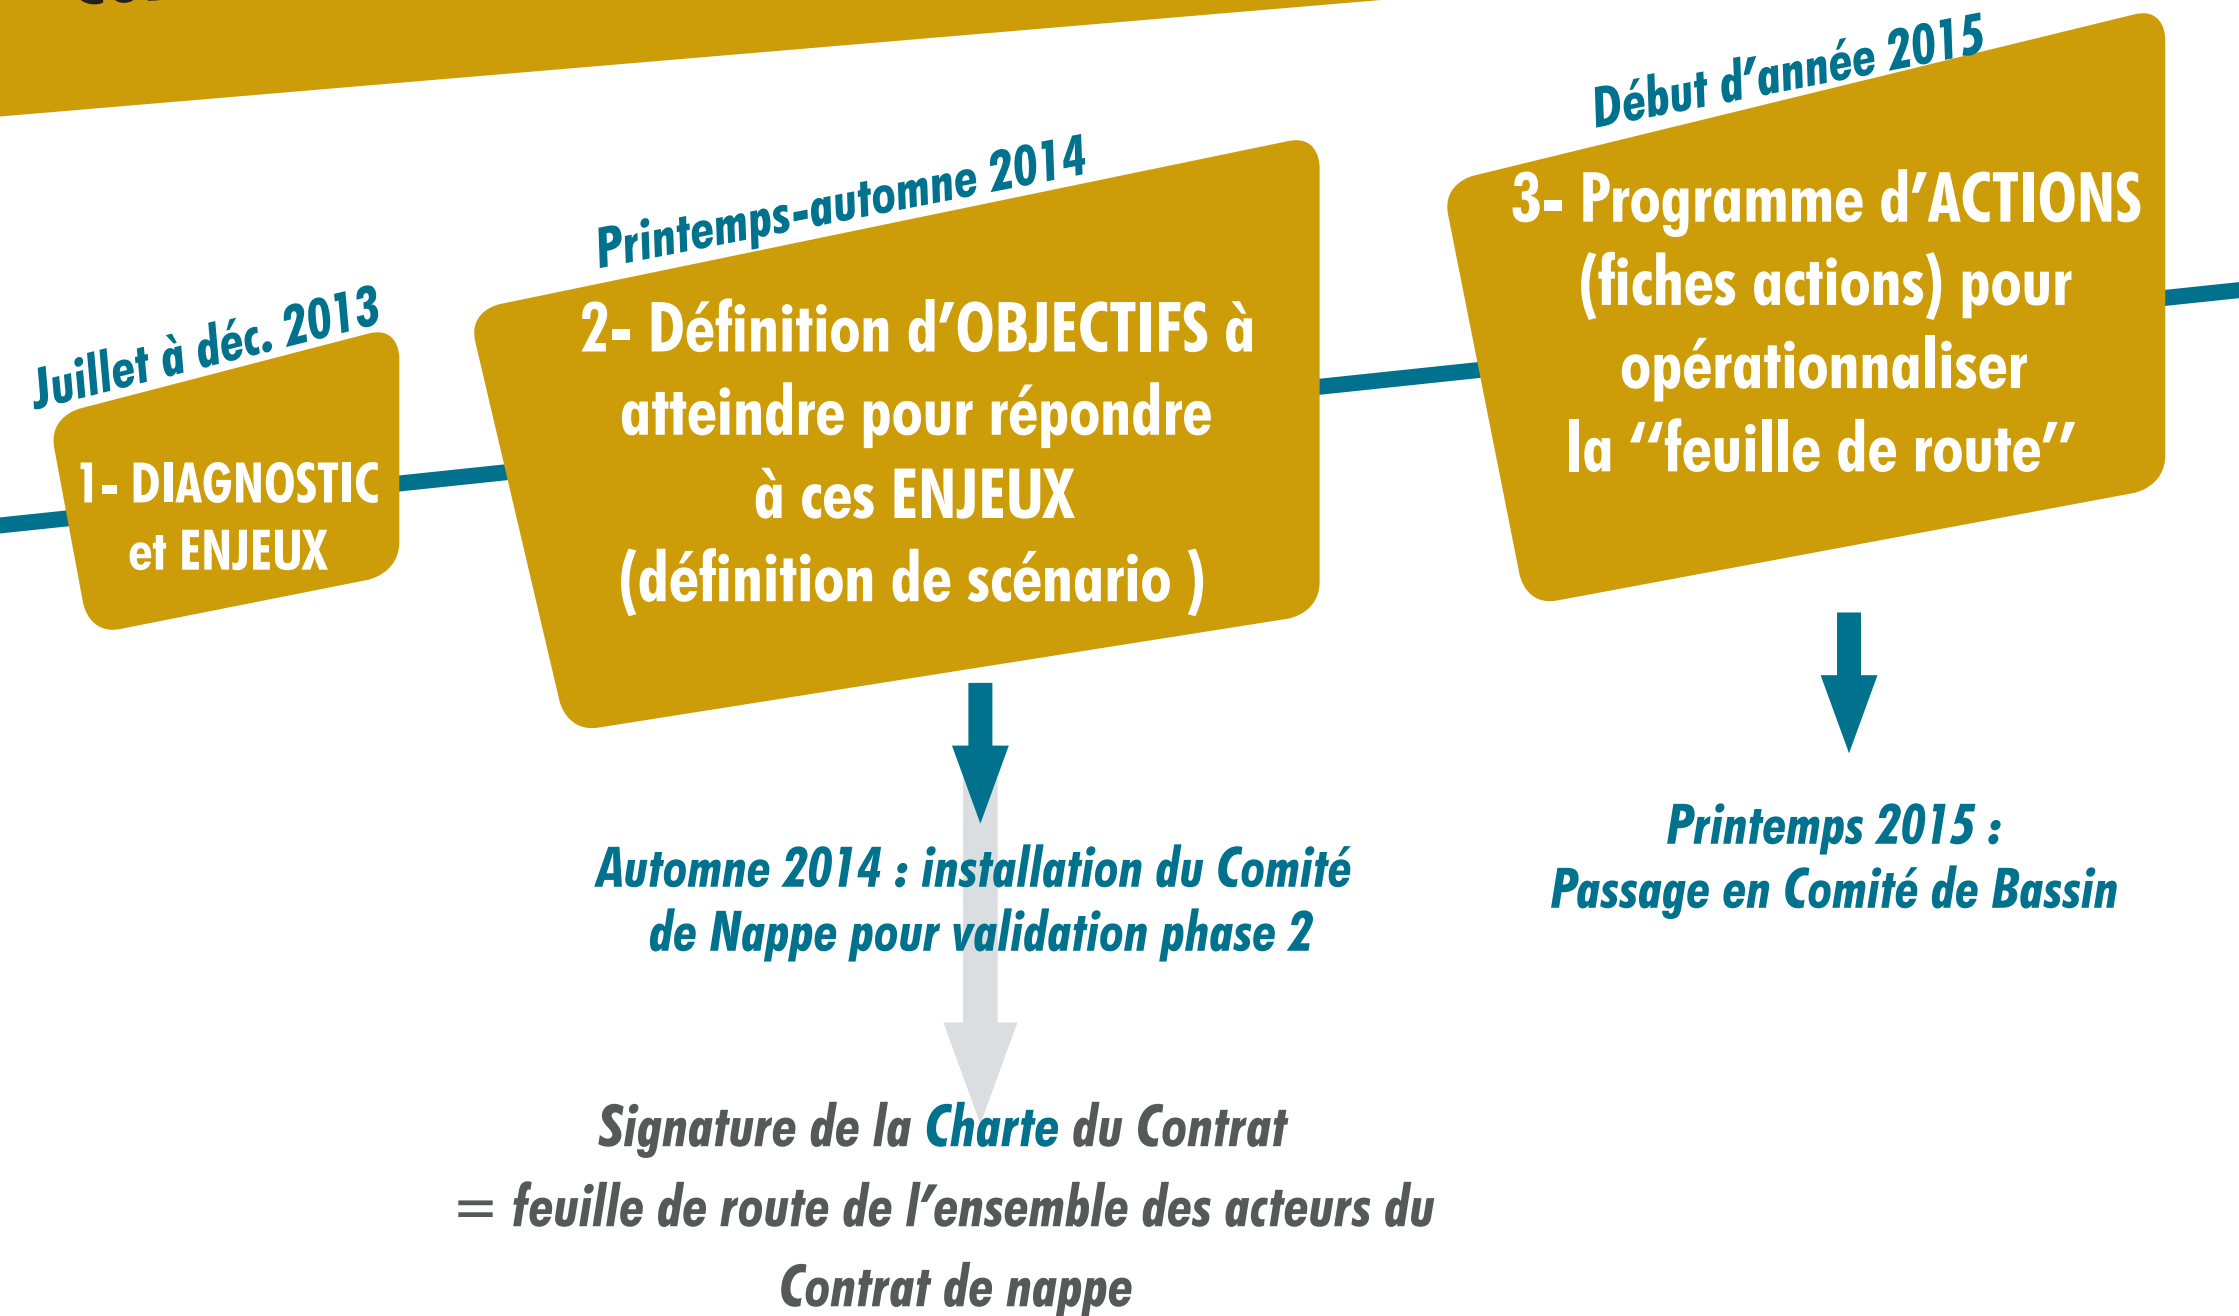 Juillet à déc. 2013
1- DIAGNOSTIC
et ENJEUX
Printemps-automne 2014
2- Définition d’OBJECTIFS à
atteindre pour répondre
à ces ENJEUX
(définition de scénario )
Automne 2014 : installation du Comité
de Nappe pour validation phase 2
Signature de la Charte du Contrat
= feuille de route de l’ensemble des acteurs du
Contrat de nappe
Début d’année 2015
3- Programme d’ACTIONS
(fiches actions) pour
opérationnaliser
la ‘‘feuille de route’’
Printemps 2015 :
Passage en Comité de Bassin